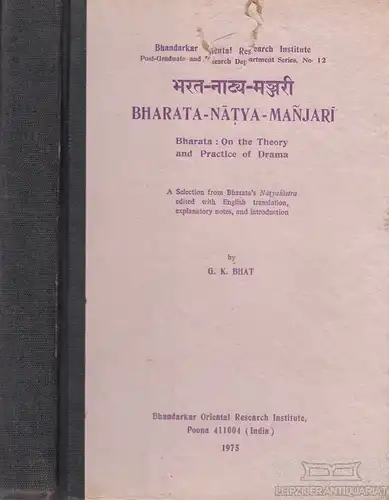 Bhandarkar Oriental Research Institute
Post-Graduate and Research Department Series, No. 12
भरत-नाट्य-मञ्जरी
BHARATA-NĀṬYA-MAÑJARĪ
Bharata : On the Theory
and Practice of Drama
A Selection from Bharata's Nāṭyaśāstra
edited with English translation,
explanatory notes, and introduction
by
G. K. BHAT
Bhandarkar Oriental Research Institute,
Poona 411004 (India)
1975
LEIPZIGER ANTIQUARIAT